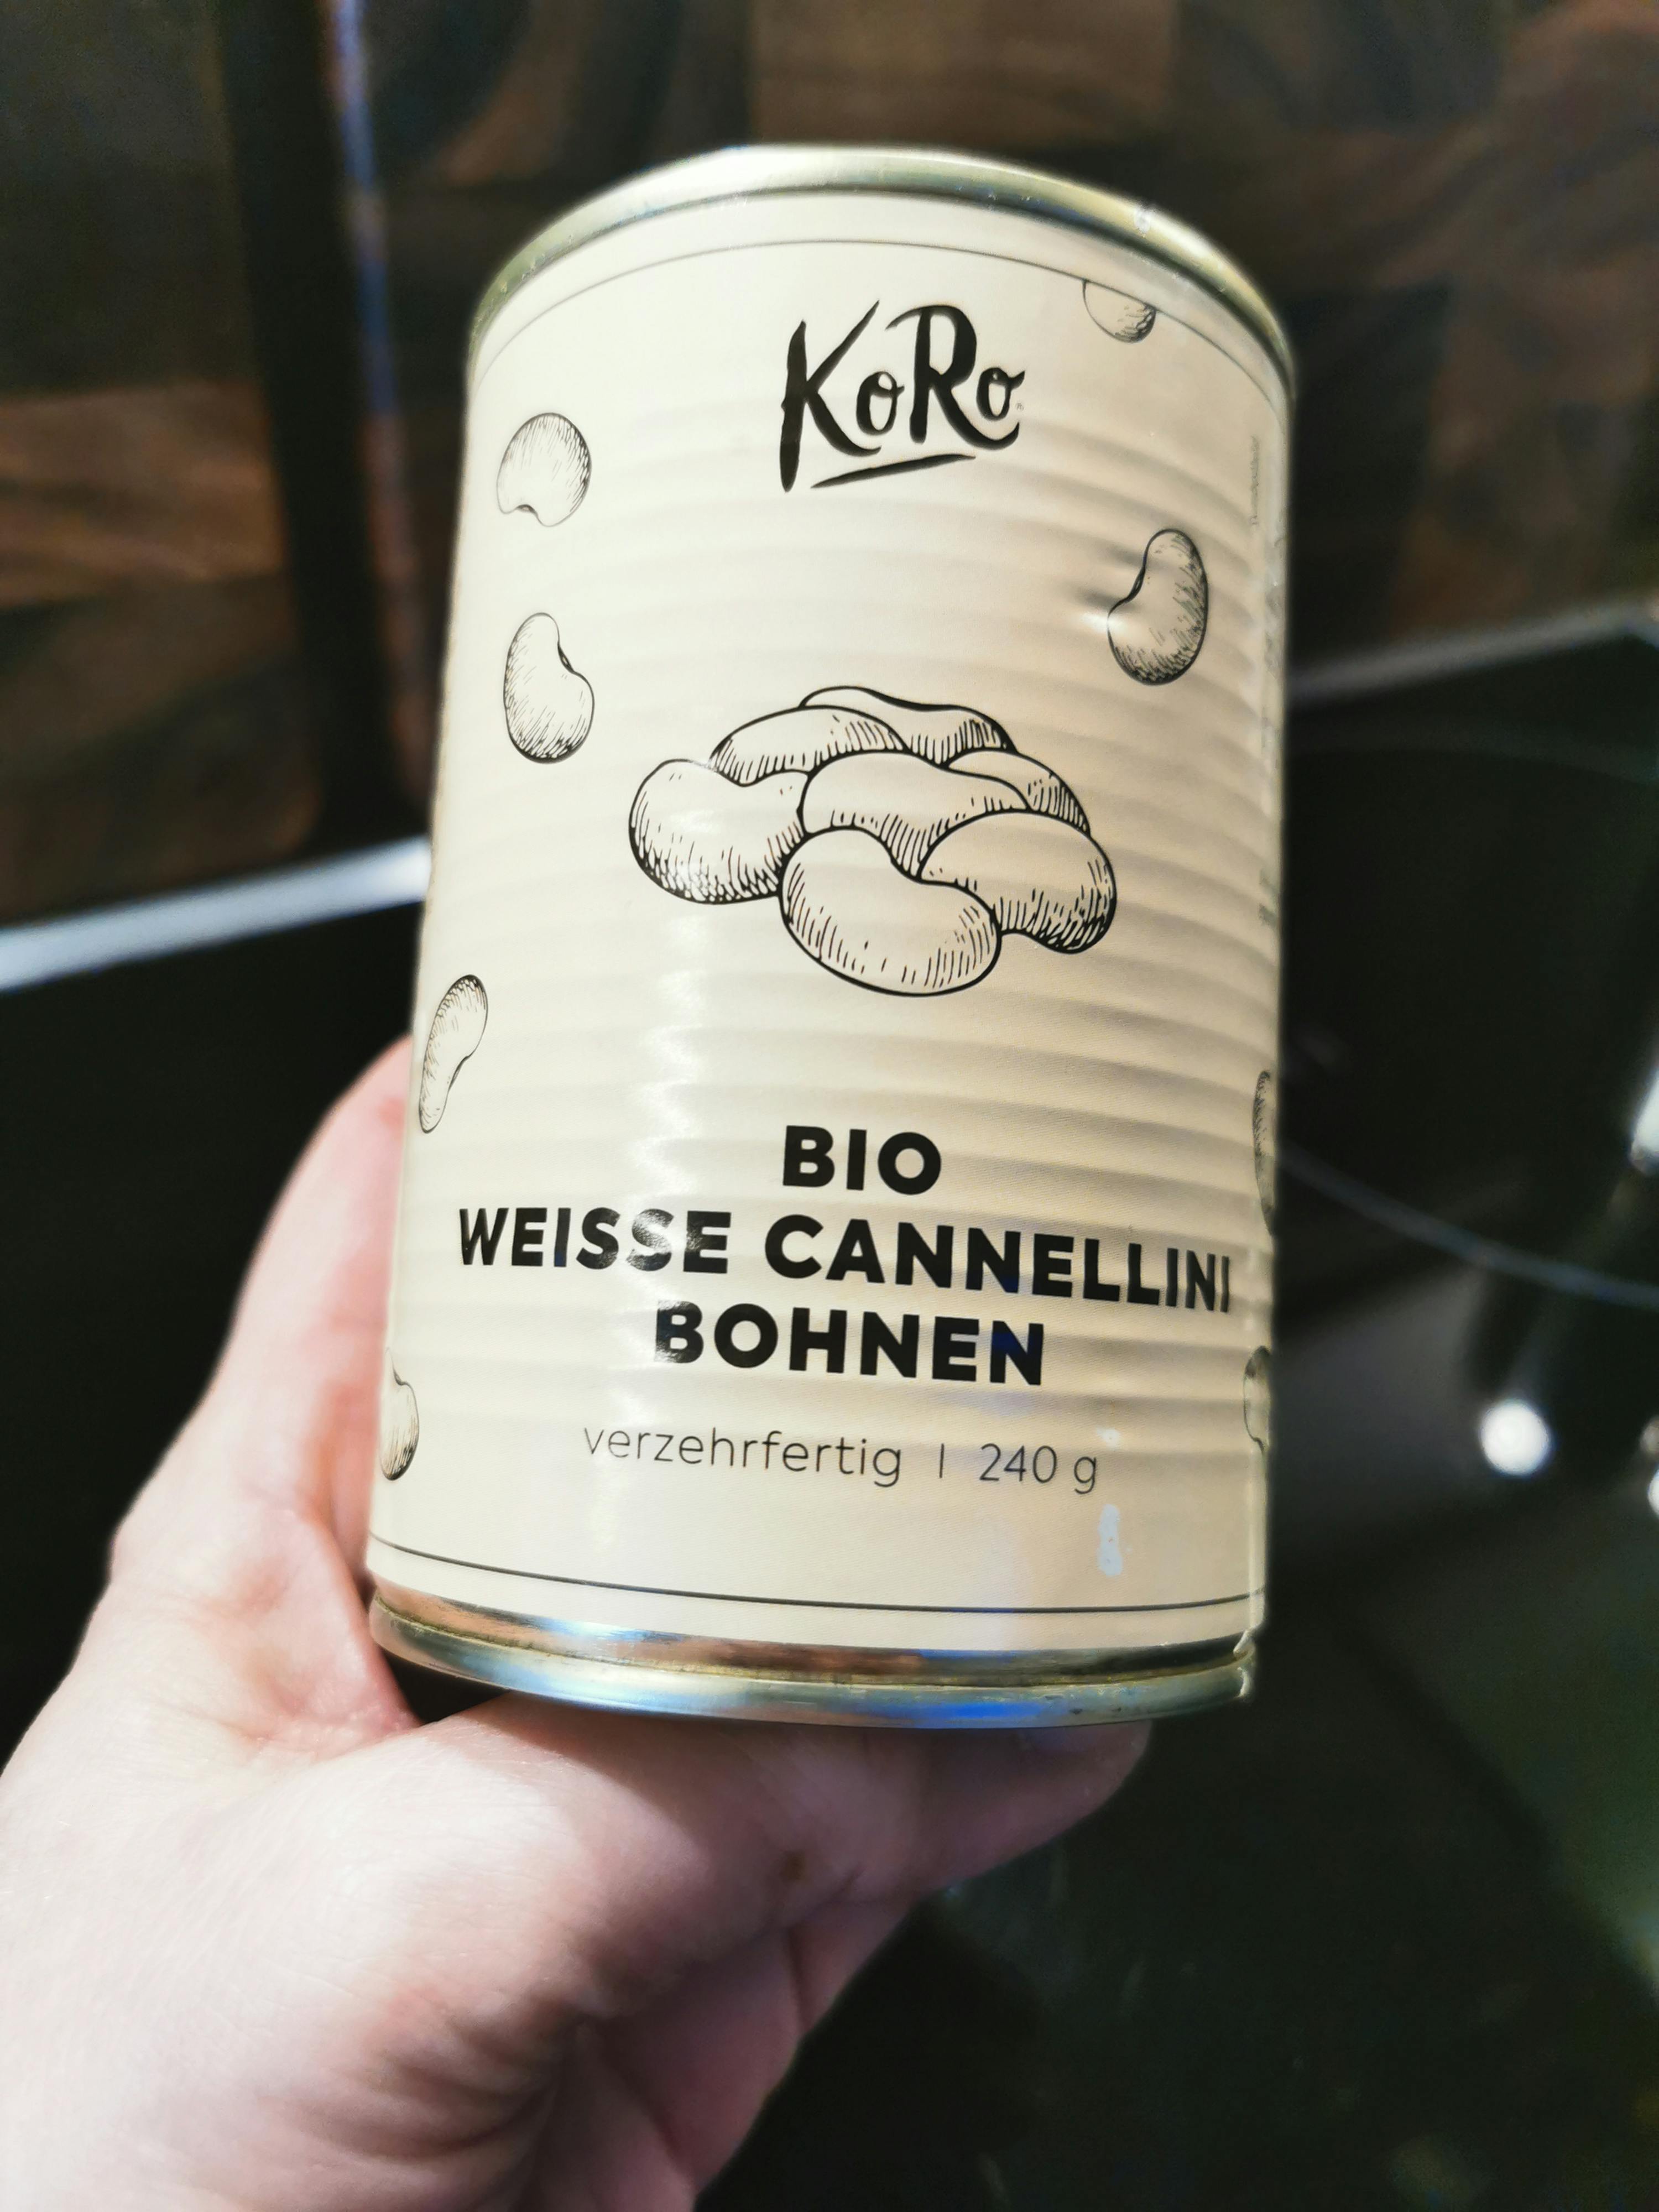 KoRo
BIO
WEISSE CANNELLINI
BOHNEN
verzehrfertig | 240 g